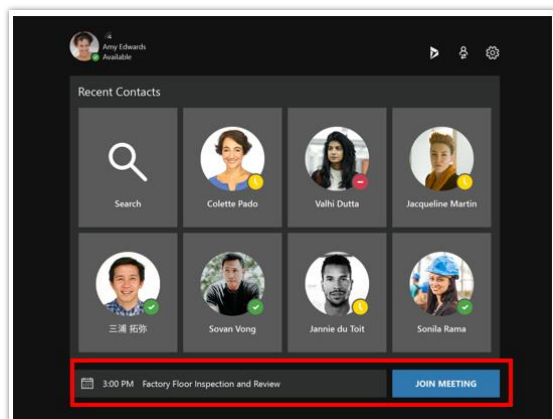 Amy Edwards
Available
Recent Contacts
Search
Colette Pado
Valhi Dutta
Jacqueline Martin
三浦 拓弥
Sovan Vong
Jannie du Toit
Sonila Rama
3:00 PM Factory Floor Inspection and Review
JOIN MEETING